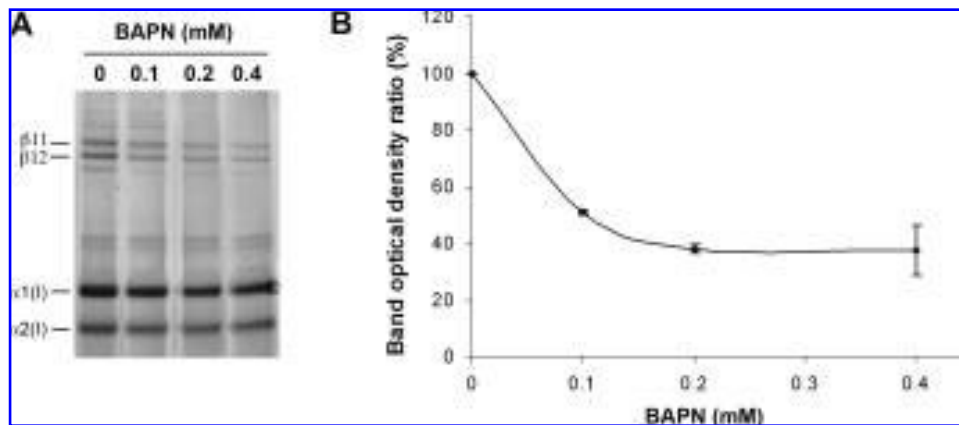 A
BAPN (mM)
0 0.1 0.2 0.4
β11
β12
α1(I)
α2(I)
B
Band optical density ratio (%)
120
100
80
60
40
20
0
0 0.1 0.2 0.3 0.4
BAPN (mM)